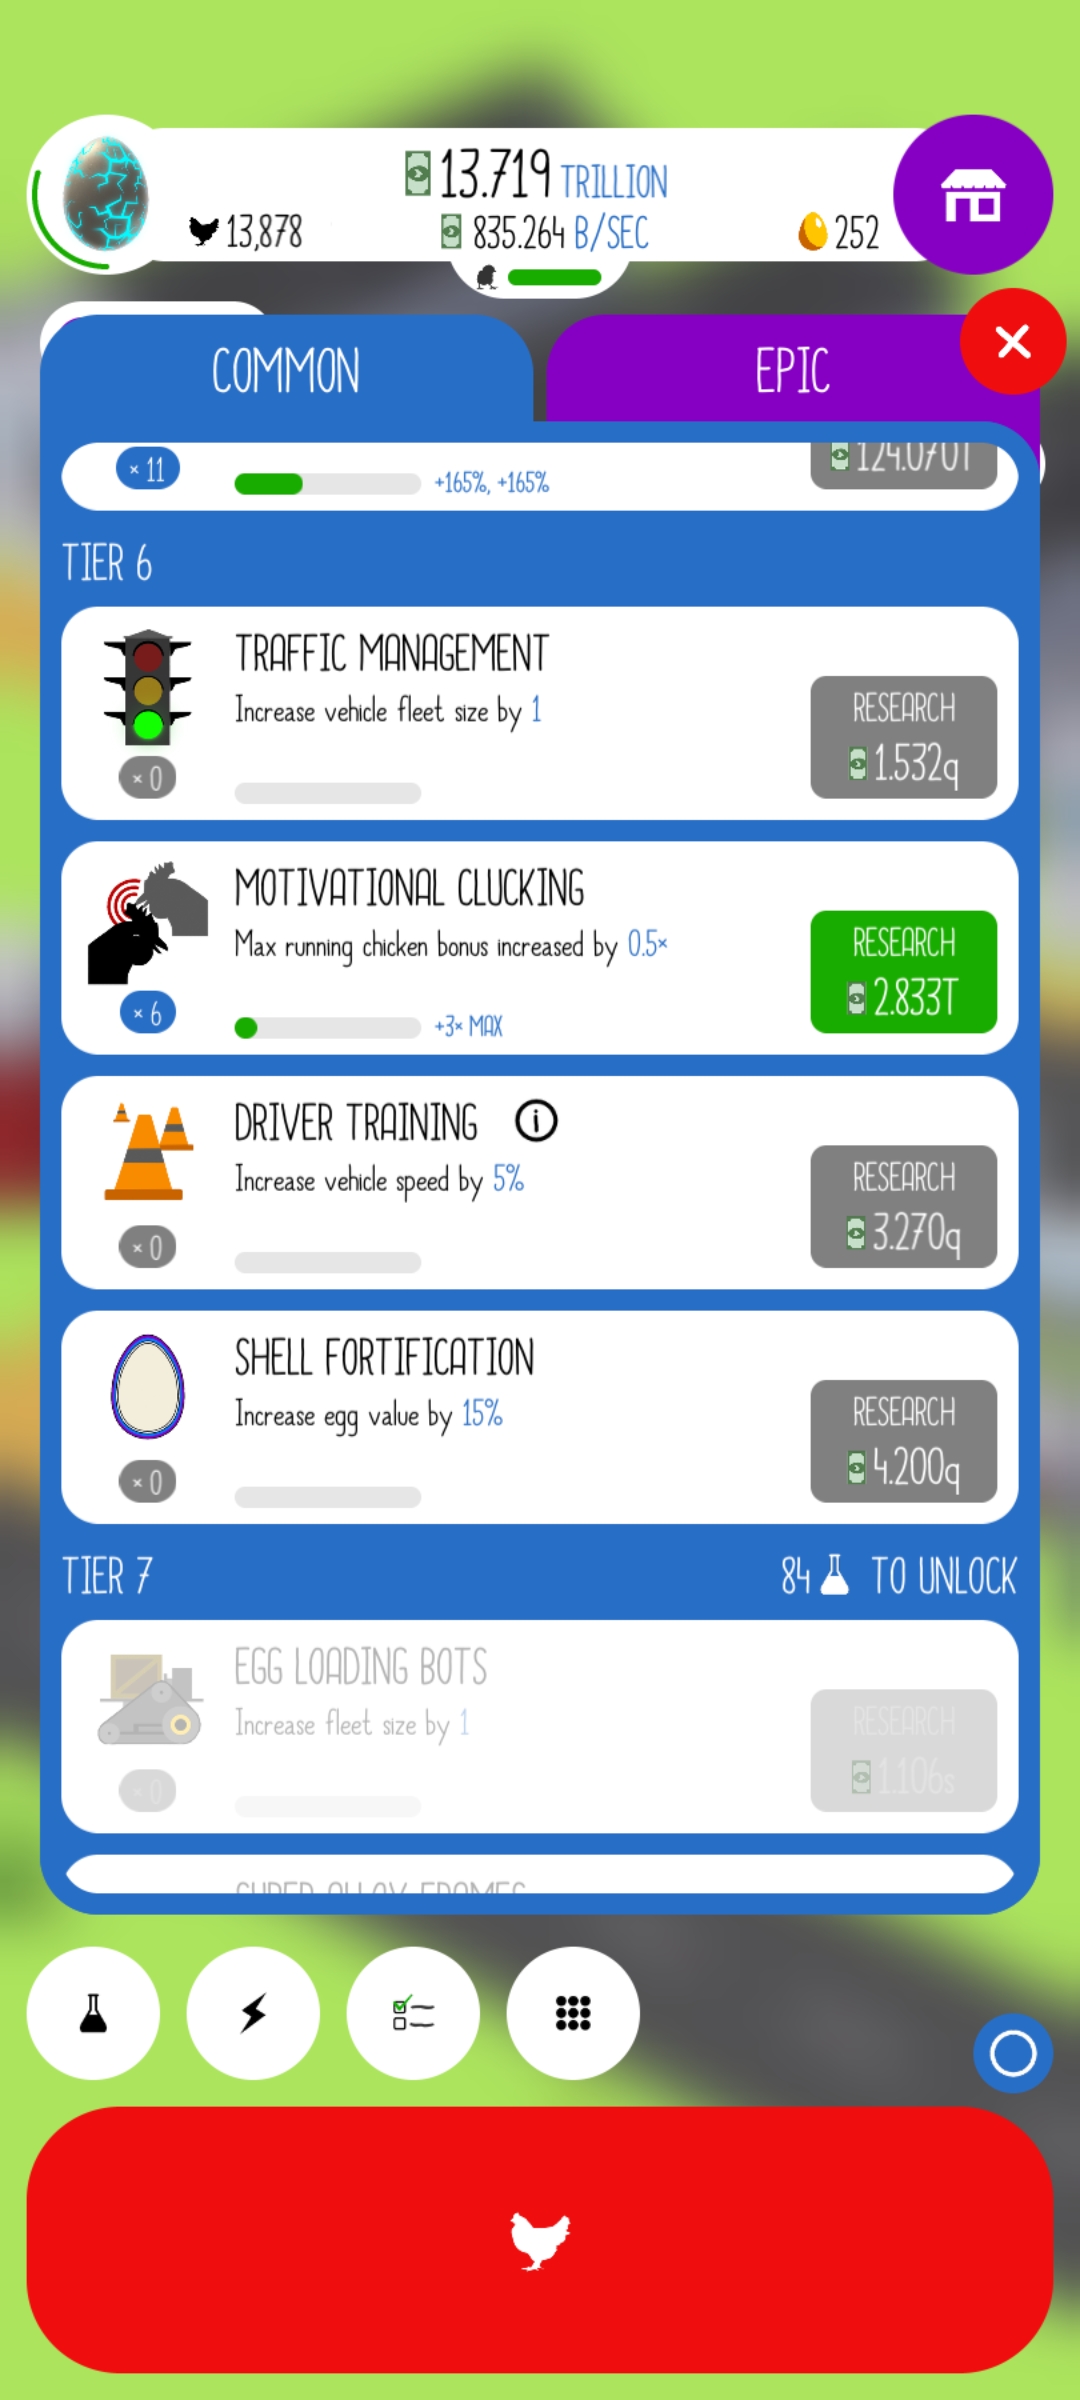 13.719 TRILLION
13,878
835.264 B/SEC
252
COMMON
EPIC
× 11
+165%, +165%
124.070T
TIER 6
TRAFFIC MANAGEMENT
Increase vehicle fleet size by 1
RESEARCH
1.532q
× 0
MOTIVATIONAL CLUCKING
Max running chicken bonus increased by 0.5×
RESEARCH
2.833T
× 6
+3× MAX
DRIVER TRAINING
Increase vehicle speed by 5%
RESEARCH
3.270q
× 0
SHELL FORTIFICATION
Increase egg value by 15%
RESEARCH
4.200q
× 0
TIER 7
84 TO UNLOCK
EGG LOADING BOTS
Increase fleet size by 1
RESEARCH
1.106s
× 0
SUPER ALLOY FRAMES